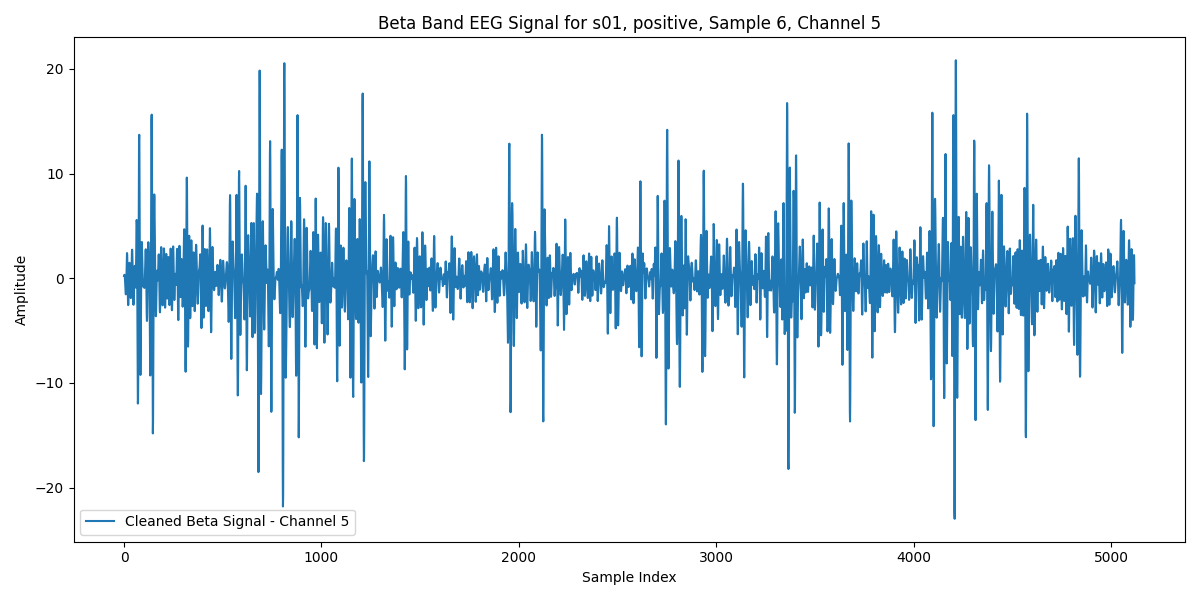 Beta Band EEG Signal for s01, positive, Sample 6, Channel 5
Amplitude
20
10
0
−10
−20
Cleaned Beta Signal - Channel 5
0 1000 2000 3000 4000 5000
Sample Index